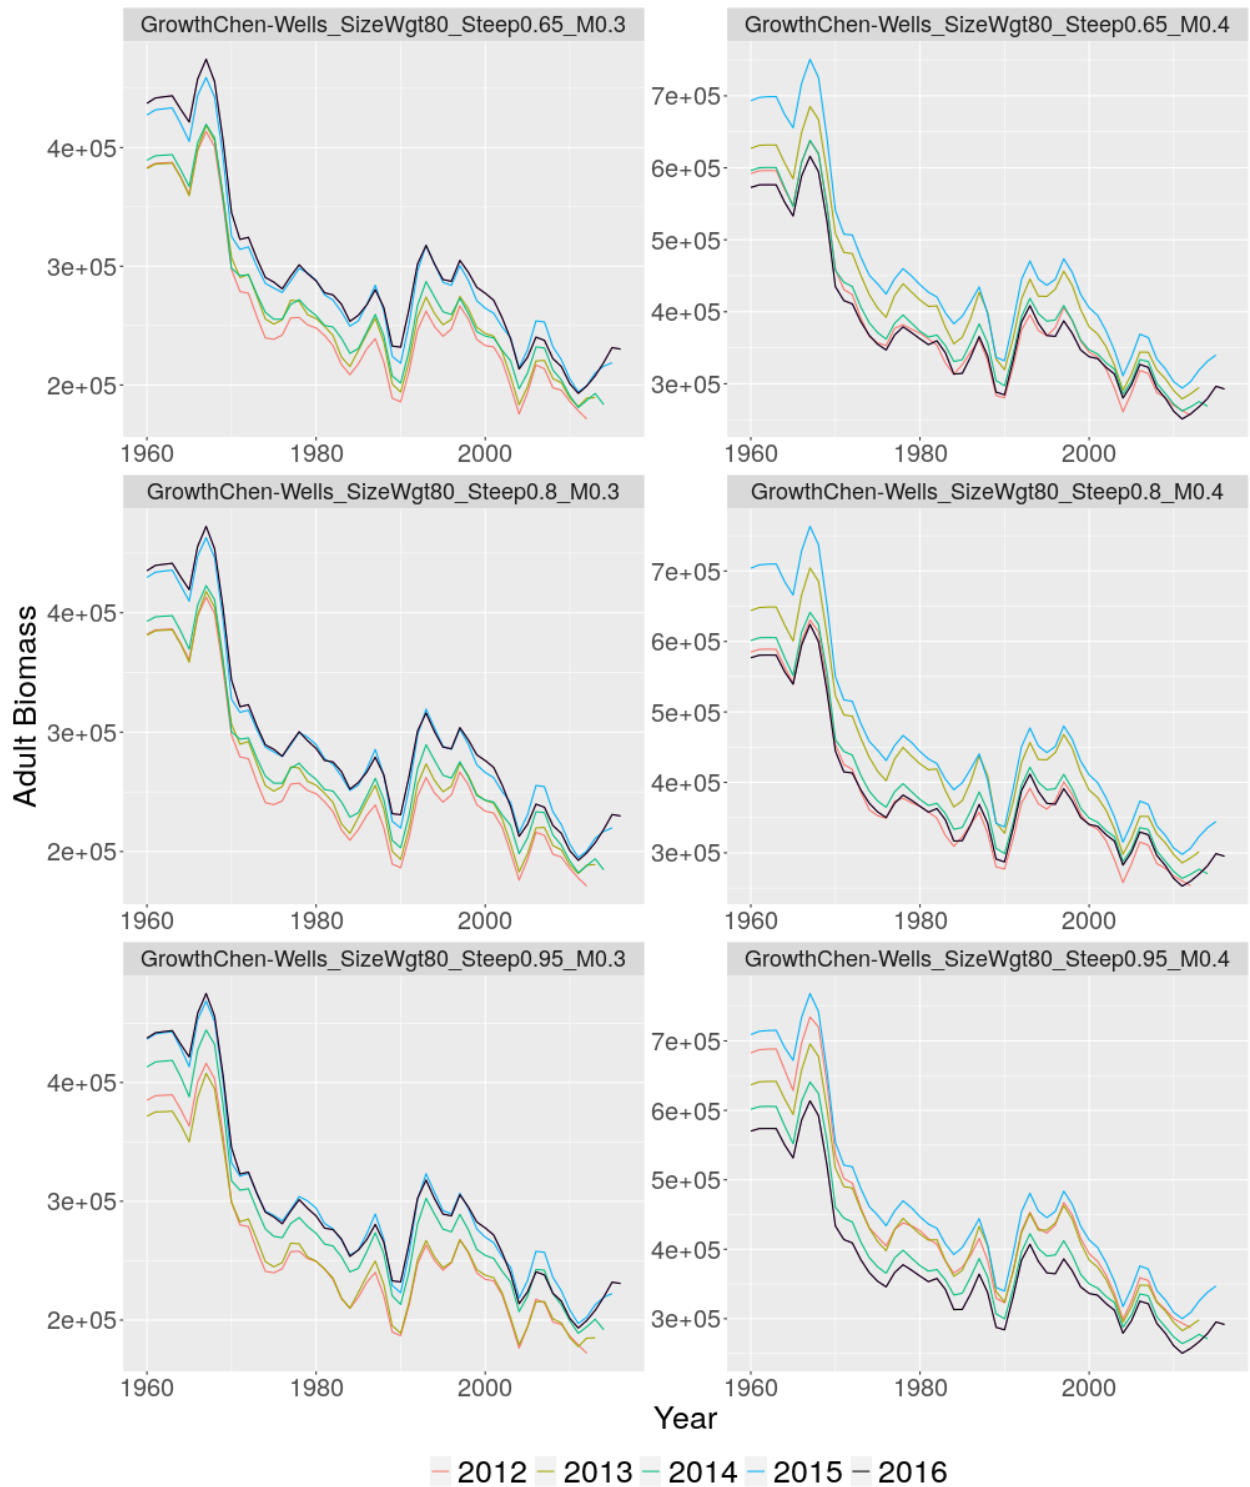 GrowthChen-Wells_SizeWgt80_Steep0.65_M0.3
GrowthChen-Wells_SizeWgt80_Steep0.65_M0.4
4e+05
3e+05
2e+05
1960 1980 2000
7e+05
6e+05
5e+05
4e+05
3e+05
1960 1980 2000
GrowthChen-Wells_SizeWgt80_Steep0.8_M0.3
GrowthChen-Wells_SizeWgt80_Steep0.8_M0.4
Adult Biomass
4e+05
3e+05
2e+05
1960 1980 2000
7e+05
6e+05
5e+05
4e+05
3e+05
1960 1980 2000
GrowthChen-Wells_SizeWgt80_Steep0.95_M0.3
GrowthChen-Wells_SizeWgt80_Steep0.95_M0.4
4e+05
3e+05
2e+05
1960 1980 2000
7e+05
6e+05
5e+05
4e+05
3e+05
1960 1980 2000
Year
2012 2013 2014 2015 2016